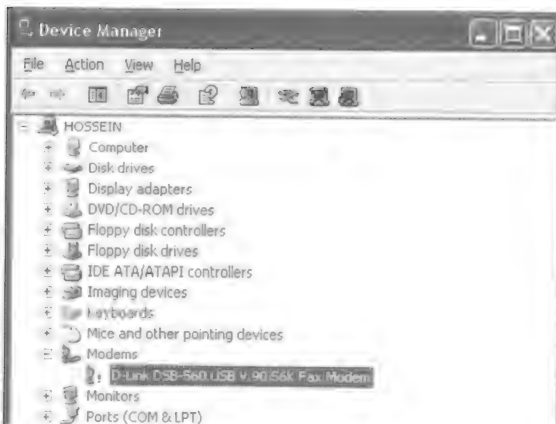 Device Manager
File Action View Help
HOSSEIN
Computer
Disk drives
Display adapters
DVD/CD-ROM drives
Floppy disk controllers
Floppy disk drives
IDE ATA/ATAPI controllers
Imaging devices
Keyboards
Mice and other pointing devices
Modems
D-Link DSB-560 USB V.90 56K Fax Modem
Monitors
Ports (COM & LPT)